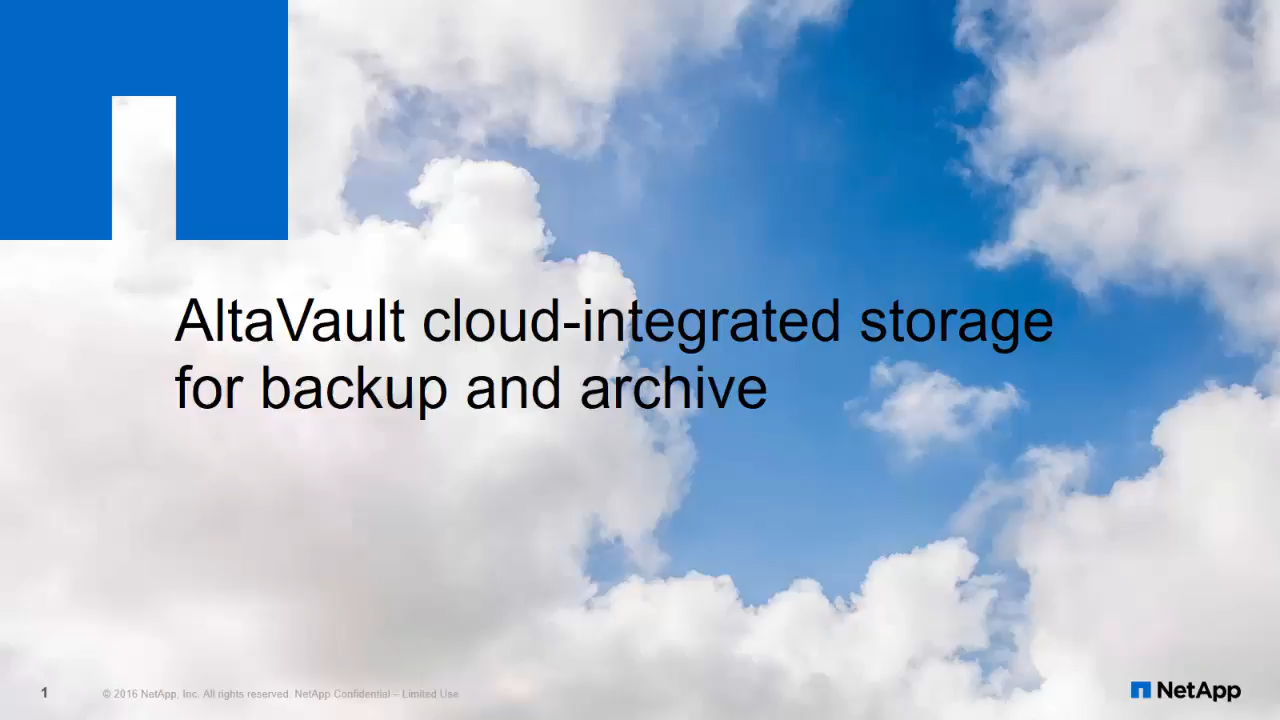 AltaVault cloud-integrated storage
for backup and archive
1
© 2016 NetApp, Inc. All rights reserved. NetApp Confidential – Limited Use
NetApp